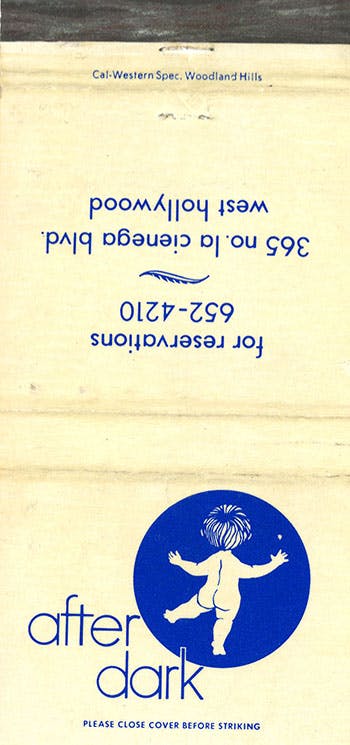 Cal-Western Spec. Woodland Hills
for reservations
652-4210
365 no. la cienega blvd.
west hollywood
after
dark
PLEASE CLOSE COVER BEFORE STRIKING